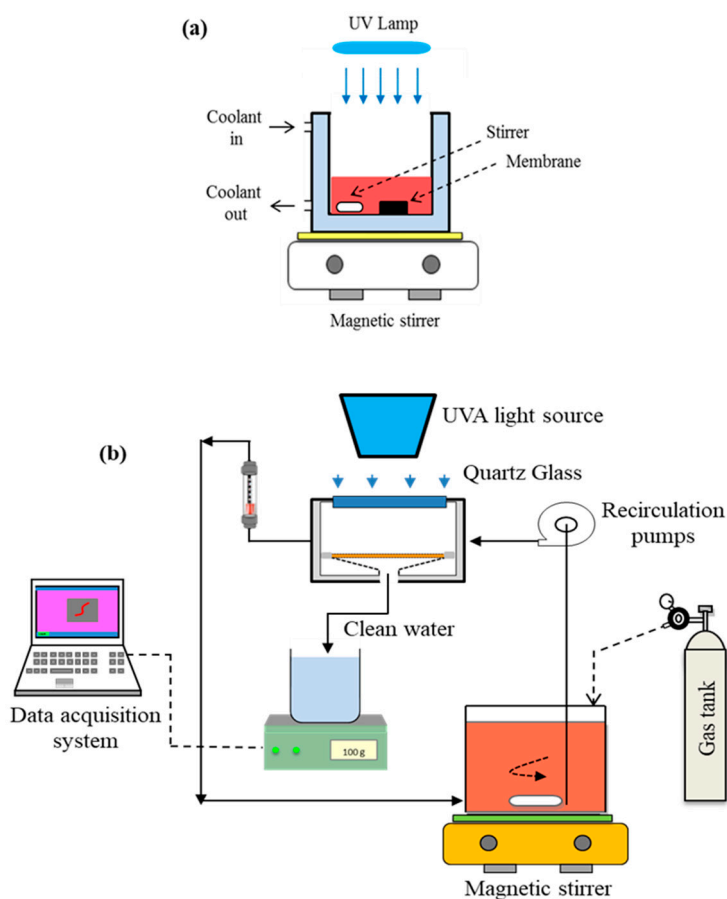 (a)
UV Lamp
Coolant
in
Stirrer
Membrane
Coolant
out
Magnetic stirrer
UVA light source
(b)
Quartz Glass
Recirculation
pumps
Clean water
Data acquisition
system
100 g
Gas tank
Magnetic stirrer